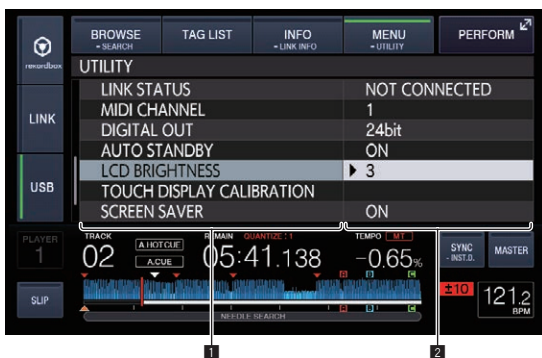 BROWSE TAG LIST INFO MENU PERFORM
- SEARCH - LINK INFO - UTILITY
rekordbox
UTILITY
LINK STATUS NOT CONNECTED
MIDI CHANNEL 1
LINK
DIGITAL OUT 24bit
AUTO STANDBY ON
LCD BRIGHTNESS 3
USB
TOUCH DISPLAY CALIBRATION
SCREEN SAVER ON
PLAYER 1
TRACK 02
A HOT CUE
A.CUE
REMAIN QUANTIZE : 1
05:41.138
TEMPO MT
-0.65%
SYNC
- INST.D.
MASTER
SLIP
A D C
±10
121.2
BPM
A D C
NEEDLE SEARCH
1 2